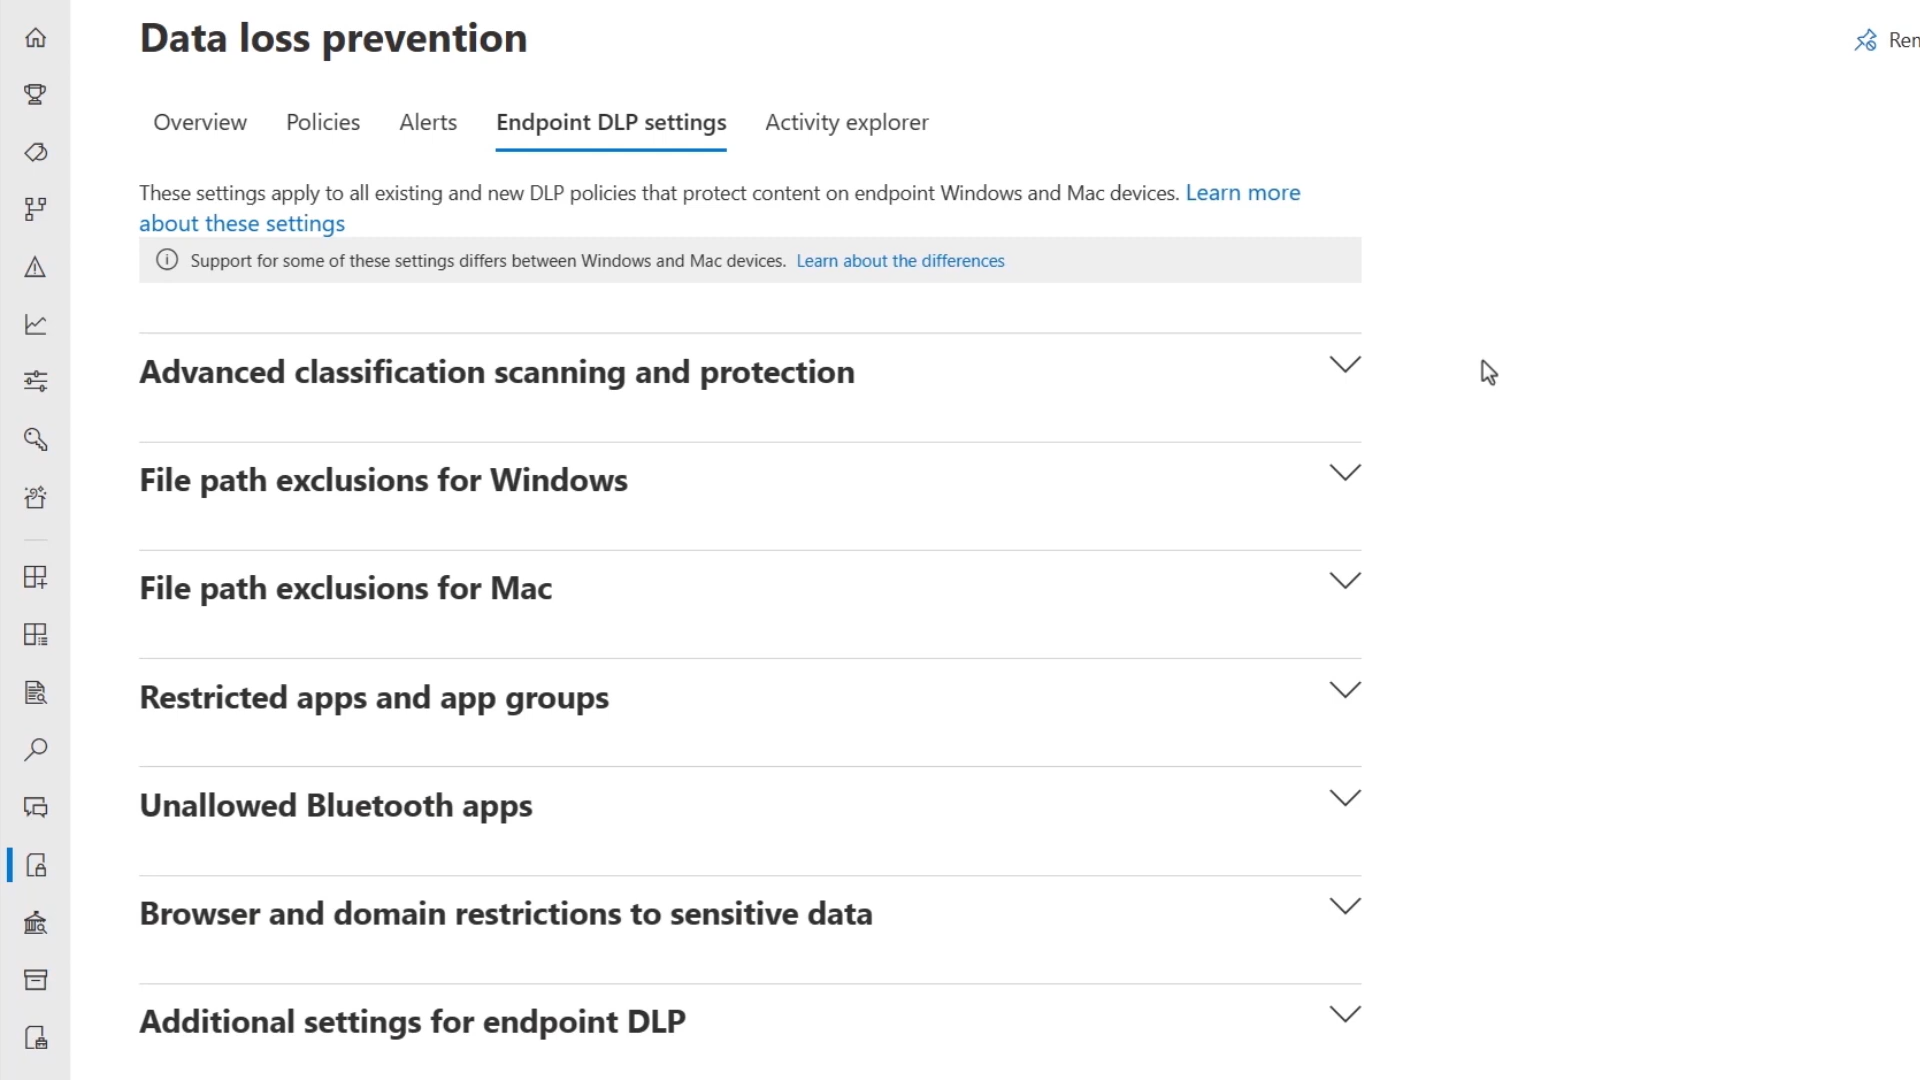 Data loss prevention
Overview Policies Alerts Endpoint DLP settings Activity explorer
These settings apply to all existing and new DLP policies that protect content on endpoint Windows and Mac devices. Learn more
about these settings
Support for some of these settings differs between Windows and Mac devices. Learn about the differences
Advanced classification scanning and protection
File path exclusions for Windows
File path exclusions for Mac
Restricted apps and app groups
Unallowed Bluetooth apps
Browser and domain restrictions to sensitive data
Additional settings for endpoint DLP